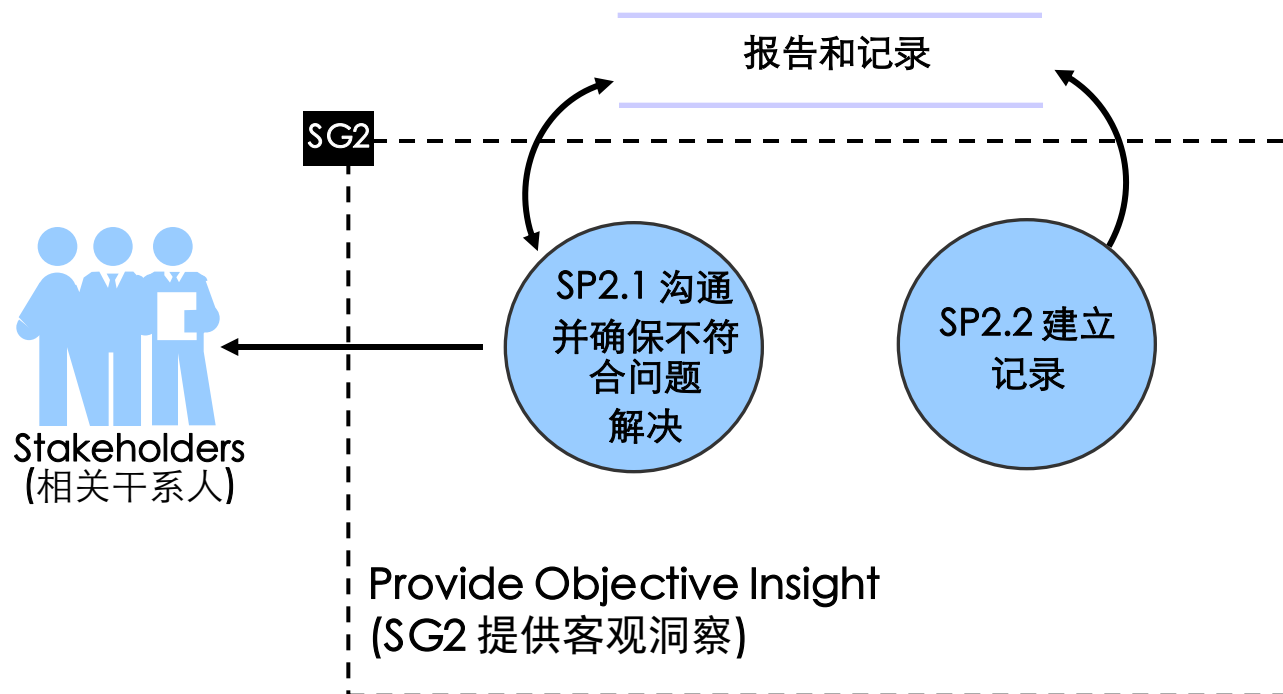 报告和记录
SG2
SP2.1 沟通
并确保不符
合问题
解决
SP2.2 建立
记录
Stakeholders
(相关干系人)
Provide Objective Insight
(SG2 提供客观洞察)